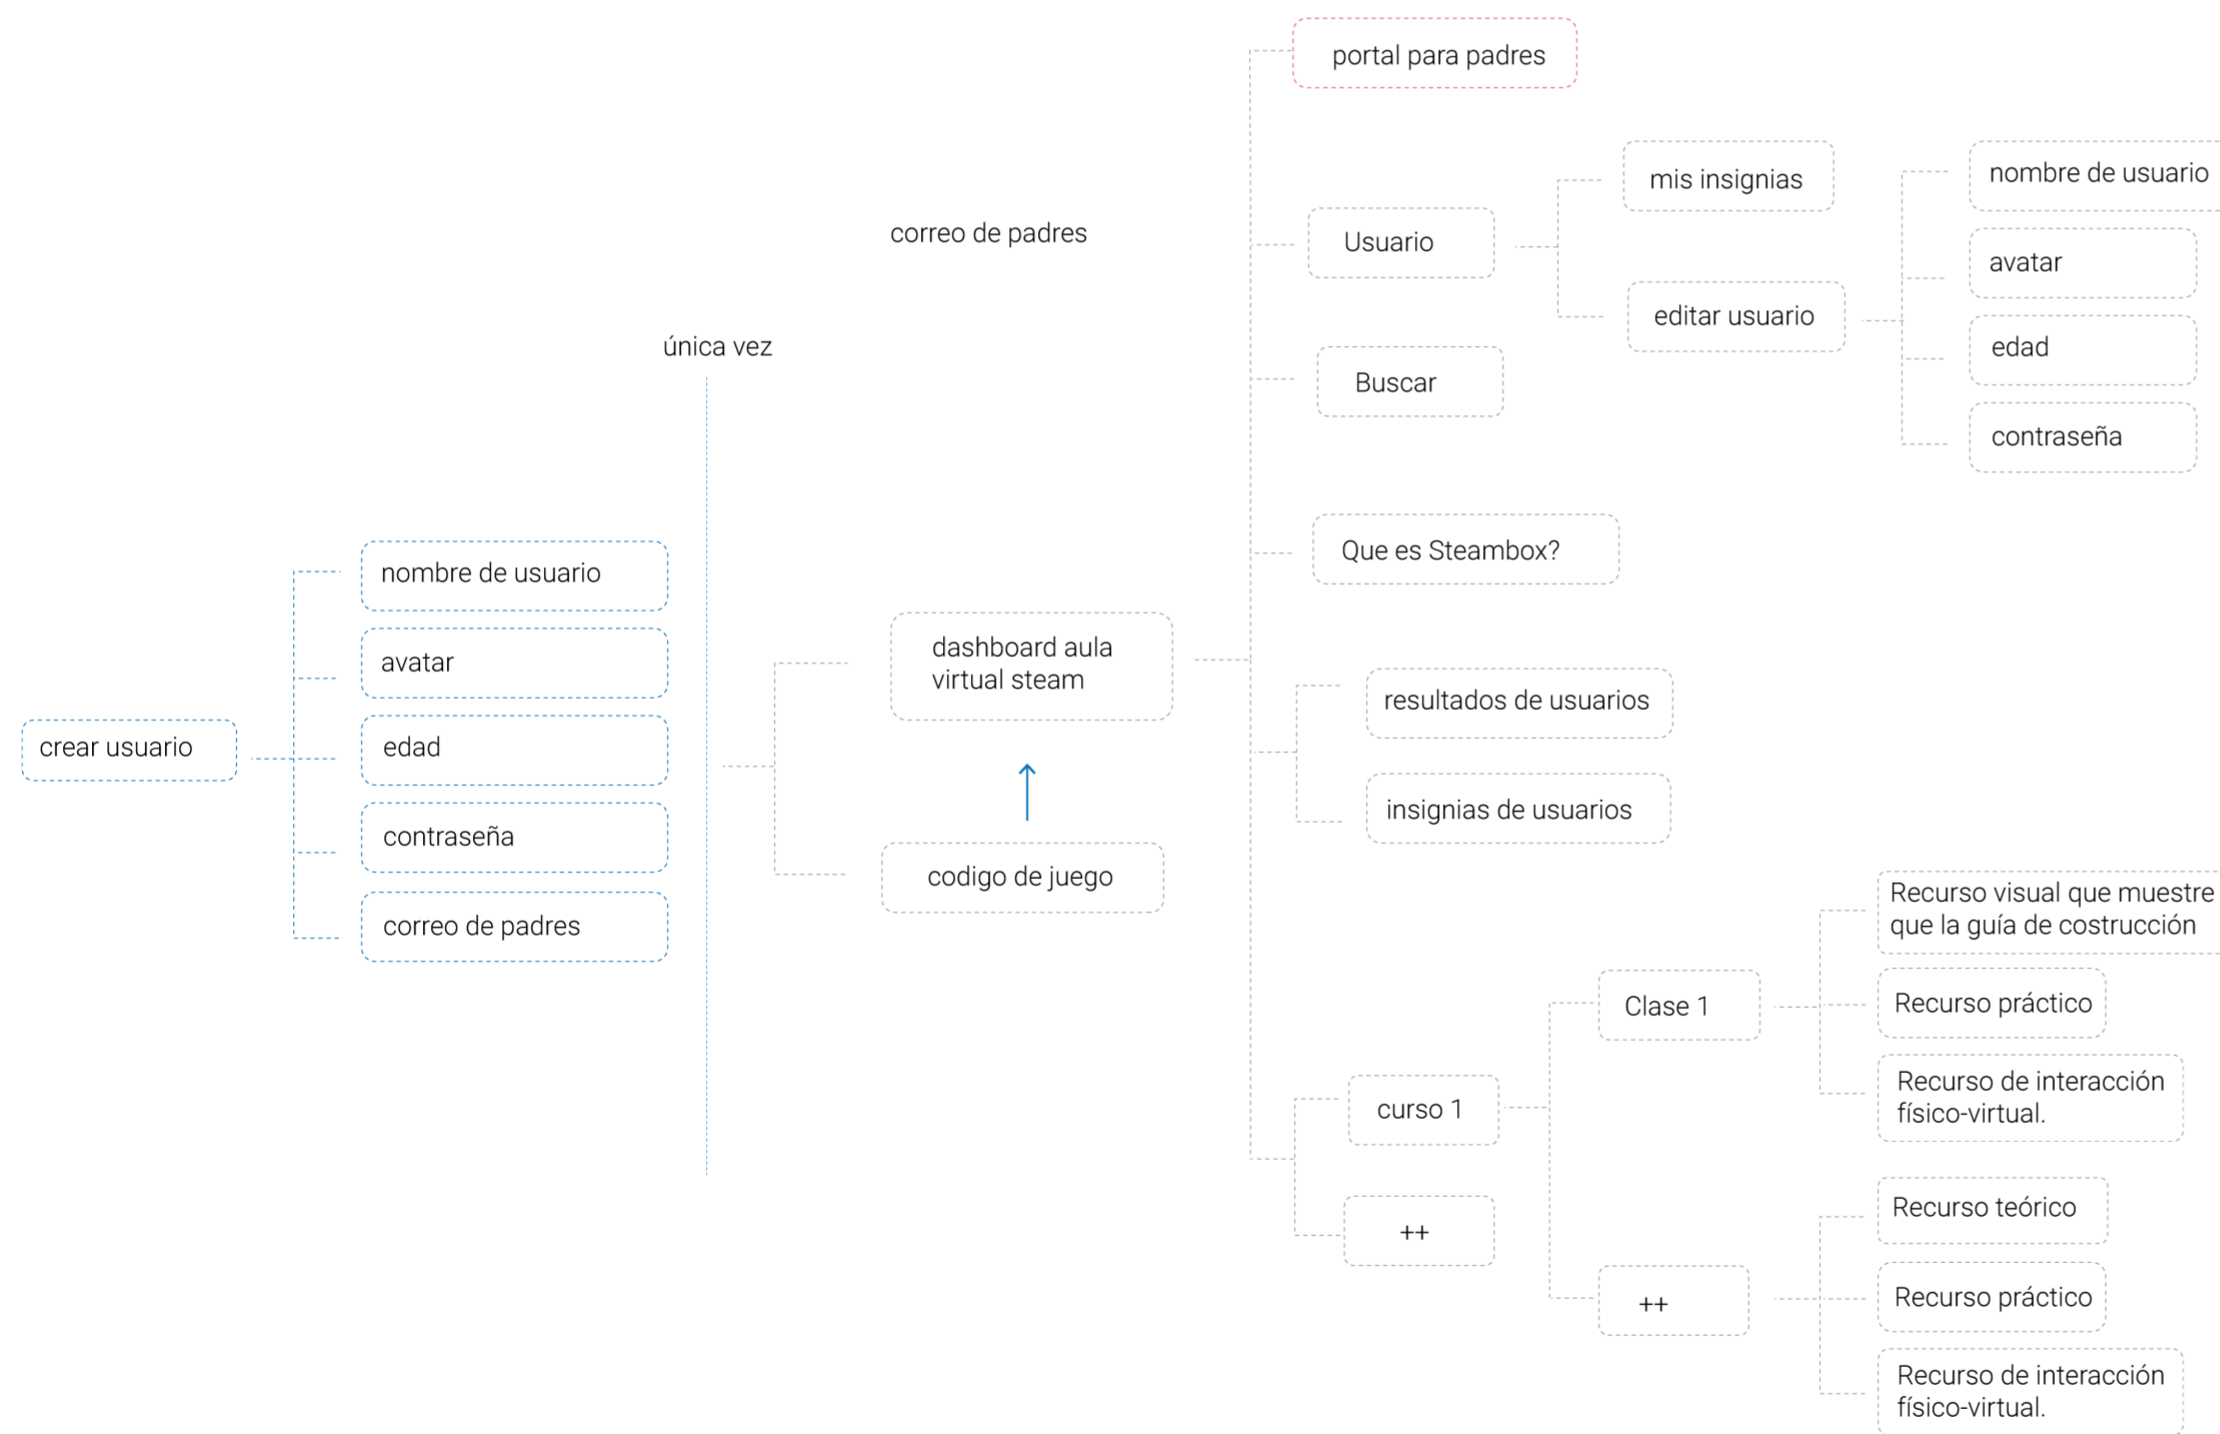 crear usuario
nombre de usuario
avatar
edad
contraseña
correo de padres
única vez
correo de padres
dashboard aula
virtual steam
codigo de juego
portal para padres
Usuario
mis insignias
editar usuario
nombre de usuario
avatar
edad
contraseña
Buscar
Que es Steambox?
resultados de usuarios
insignias de usuarios
curso 1
++
Clase 1
Recurso visual que muestre
que la guía de costrucción
Recurso práctico
Recurso de interacción
físico-virtual.
++
Recurso teórico
Recurso práctico
Recurso de interacción
físico-virtual.